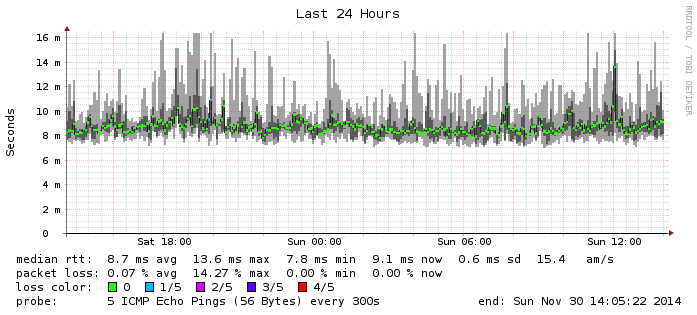 Last 24 Hours
RRDTOOL / TOBI OETIKER
Seconds
16 m
14 m
12 m
10 m
8 m
6 m
4 m
2 m
0
Sat 18:00 Sun 00:00 Sun 06:00 Sun 12:00
median rtt: 8.7 ms avg 13.6 ms max 7.8 ms min 9.1 ms now 0.6 ms sd 15.4 am/s
packet loss: 0.07 % avg 14.27 % max 0.00 % min 0.00 % now
loss color: 0 1/5 2/5 3/5 4/5
probe: 5 ICMP Echo Pings (56 Bytes) every 300s end: Sun Nov 30 14:05:22 2014